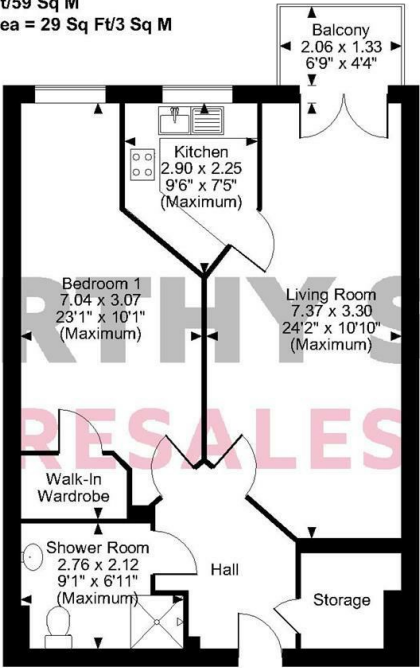 t/59 Sq M
ea = 29 Sq Ft/3 Sq M
Balcony
2.06 x 1.33
6'9" x 4'4"
Kitchen
2.90 x 2.25
9'6" x 7'5"
(Maximum)
Bedroom 1
7.04 x 3.07
23'1" x 10'1"
(Maximum)
Living Room
7.37 x 3.30
24'2" x 10'10"
(Maximum)
RTHYS
RESALES
Walk-In
Wardrobe
Shower Room
2.76 x 2.12
9'1" x 6'11"
(Maximum)
Hall
Storage